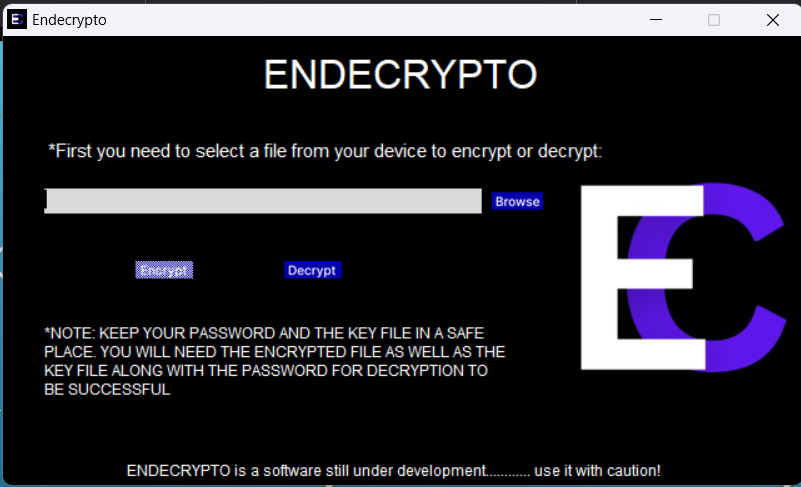 Endecrypto
ENDECRYPTO
*First you need to select a file from your device to encrypt or decrypt:
Browse
Encrypt
Decrypt
EC
*NOTE: KEEP YOUR PASSWORD AND THE KEY FILE IN A SAFE
PLACE. YOU WILL NEED THE ENCRYPTED FILE AS WELL AS THE
KEY FILE ALONG WITH THE PASSWORD FOR DECRYPTION TO
BE SUCCESSFUL
ENDECRYPTO is a software still under development............ use it with caution!